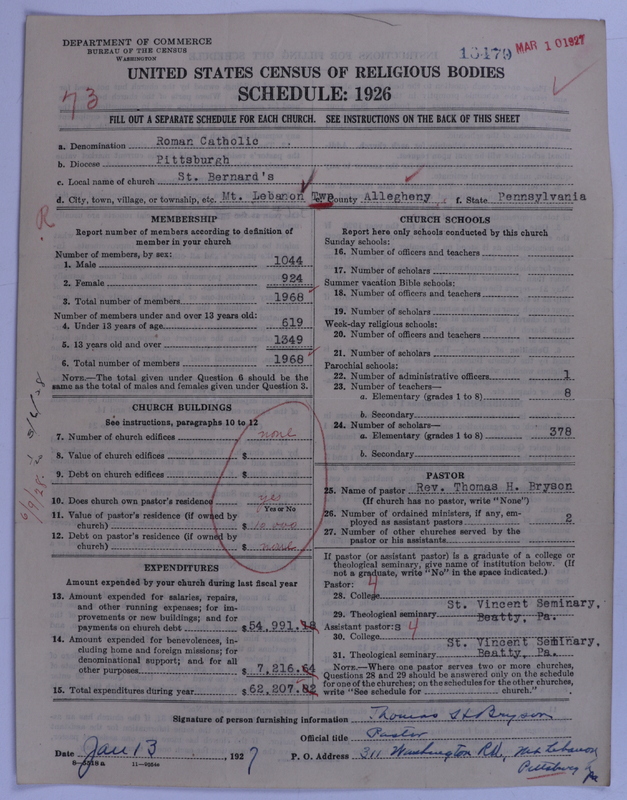 DEPARTMENT OF COMMERCE
BUREAU OF THE CENSUS
WASHINGTON
MAR 10 1927
UNITED STATES CENSUS OF RELIGIOUS BODIES
SCHEDULE: 1926
73
FILL OUT A SEPARATE SCHEDULE FOR EACH CHURCH. SEE INSTRUCTIONS ON THE BACK OF THIS SHEET
a. Denomination Roman Catholic
b. Diocese Pittsburgh
c. Local name of church St. Bernard's
d. City, town, village, or township, etc. Mt. Lebanon Twp County Allegheny f. State Pennsylvania
R
MEMBERSHIP
Report number of members according to definition of
member in your church
Number of members, by sex:
1. Male 1044
2. Female 924
3. Total number of members 1968
Number of members under and over 13 years old:
4. Under 13 years of age 619
5. 13 years old and over 1349
6. Total number of members 1968
NOTE.—The total given under Question 6 should be the
same as the total of males and females given under Question 3.
CHURCH BUILDINGS
See instructions, paragraphs 10 to 12
7. Number of church edifices none
8. Value of church edifices $
9. Debt on church edifices $
10. Does church own pastor's residence yes
Yes or No
11. Value of pastor's residence (if owned by
church) $ 10 000
12. Debt on pastor's residence (if owned by
church) $ none
EXPENDITURES
Amount expended by your church during last fiscal year
13. Amount expended for salaries, repairs,
and other running expenses; for im-
provements or new buildings; and for
payments on church debt $54,991.18
14. Amount expended for benevolences, in-
cluding home and foreign missions; for
denominational support; and for all
other purposes $ 7,216.64
15. Total expenditures during year $62,207.82
CHURCH SCHOOLS
Report here only schools conducted by this church
Sunday schools:
16. Number of officers and teachers
17. Number of scholars
Summer vacation Bible schools:
18. Number of officers and teachers
19. Number of scholars
Week-day religious schools:
20. Number of officers and teachers
21. Number of scholars
Parochial schools:
22. Number of administrative officers 1
23. Number of teachers—
a. Elementary (grades 1 to 8) 8
b. Secondary
24. Number of scholars—
a. Elementary (grades 1 to 8) 378
b. Secondary
PASTOR
25. Name of pastor Rev. Thomas H. Bryson
(If church has no pastor, write "None")
26. Number of ordained ministers, if any, em-
ployed as assistant pastors 2
27. Number of other churches served by the
pastor or his assistants
If pastor (or assistant pastor) is a graduate of a college or
theological seminary, give name of institution below. (If
not a graduate, write "No" in the space indicated.)
Pastor: 4
28. College
St. Vincent Seminary,
29. Theological seminary Beatty, Pa.
Assistant pastor:s 4
30. College
St. Vincent Seminary,
31. Theological seminary Beatty, Pa.
NOTE.—Where one pastor serves two or more churches,
Questions 28 and 29 should be answered only on the schedule
for one of the churches; on the schedules for the other churches,
write "See schedule for church."
Signature of person furnishing information Thomas H Bryson
Official title Pastor
Date Jan 13, 1927 P. O. Address 311 Washington Rd, Mt Lebanon
Pittsburg Pa